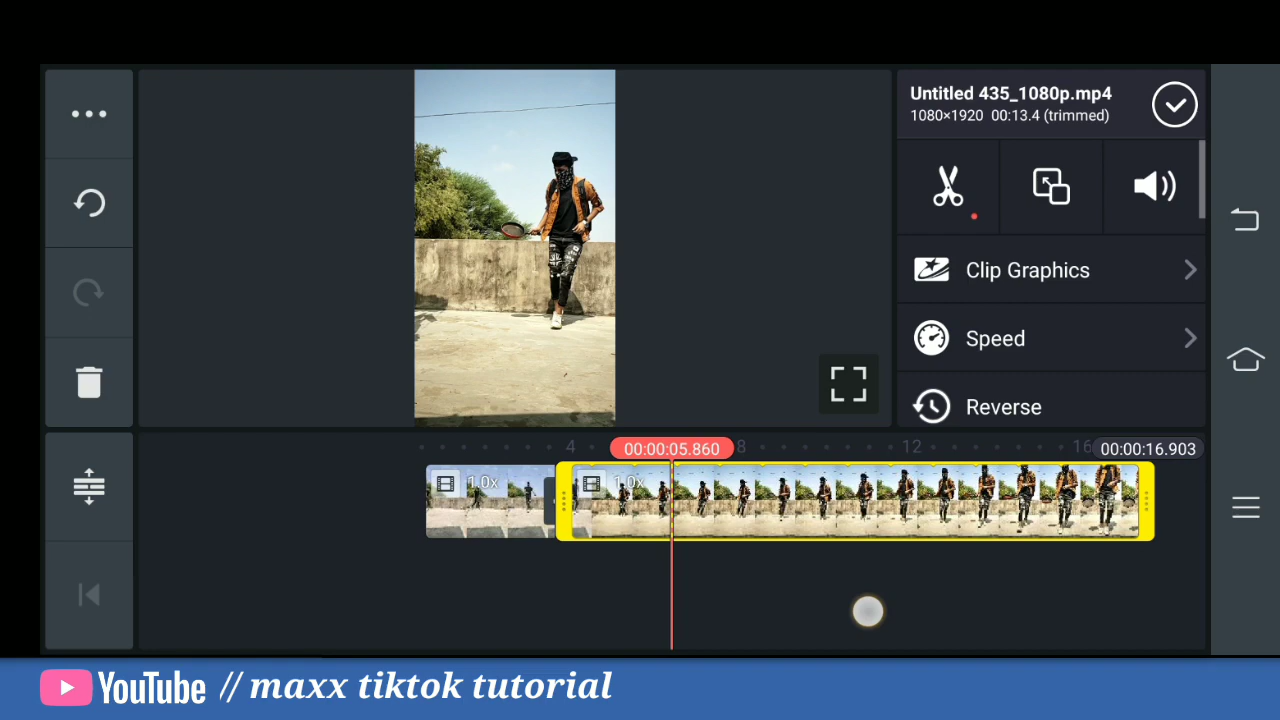 Untitled 435_1080p.mp4
1080×1920 00:13.4 (trimmed)
Clip Graphics
Speed
Reverse
4
00:00:05.860
8
12
16
00:00:16.903
1.0x
1.0x
YouTube // maxx tiktok tutorial